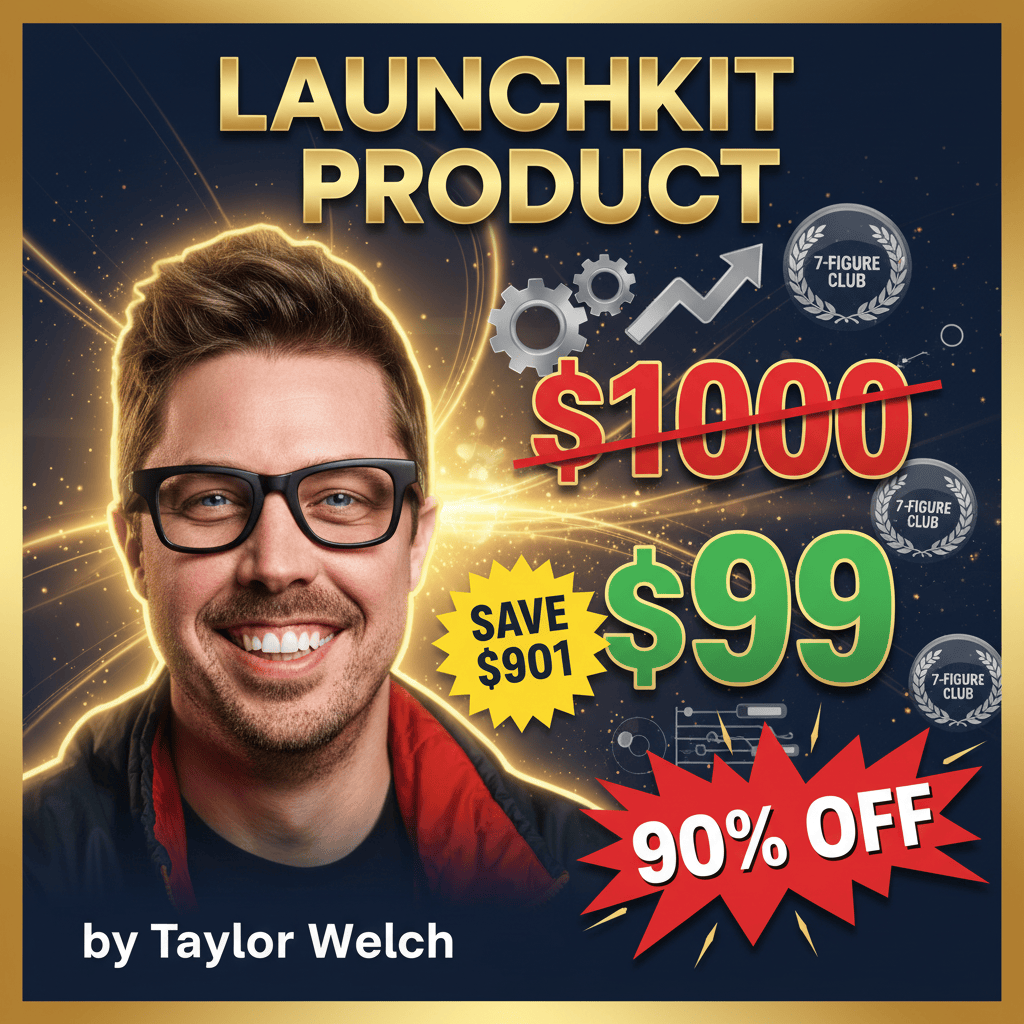 LAUNCHKIT
PRODUCT
7-FIGURE
CLUB
$1000
7-FIGURE
CLUB
$99
SAVE
$901
7-FIGURE
CLUB
90% OFF
by Taylor Welch